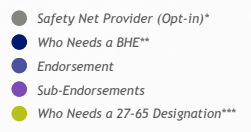 Safety Net Provider (Opt-in)*
Who Needs a BHE**
Endorsement
Sub-Endorsements
Who Needs a 27-65 Designation***